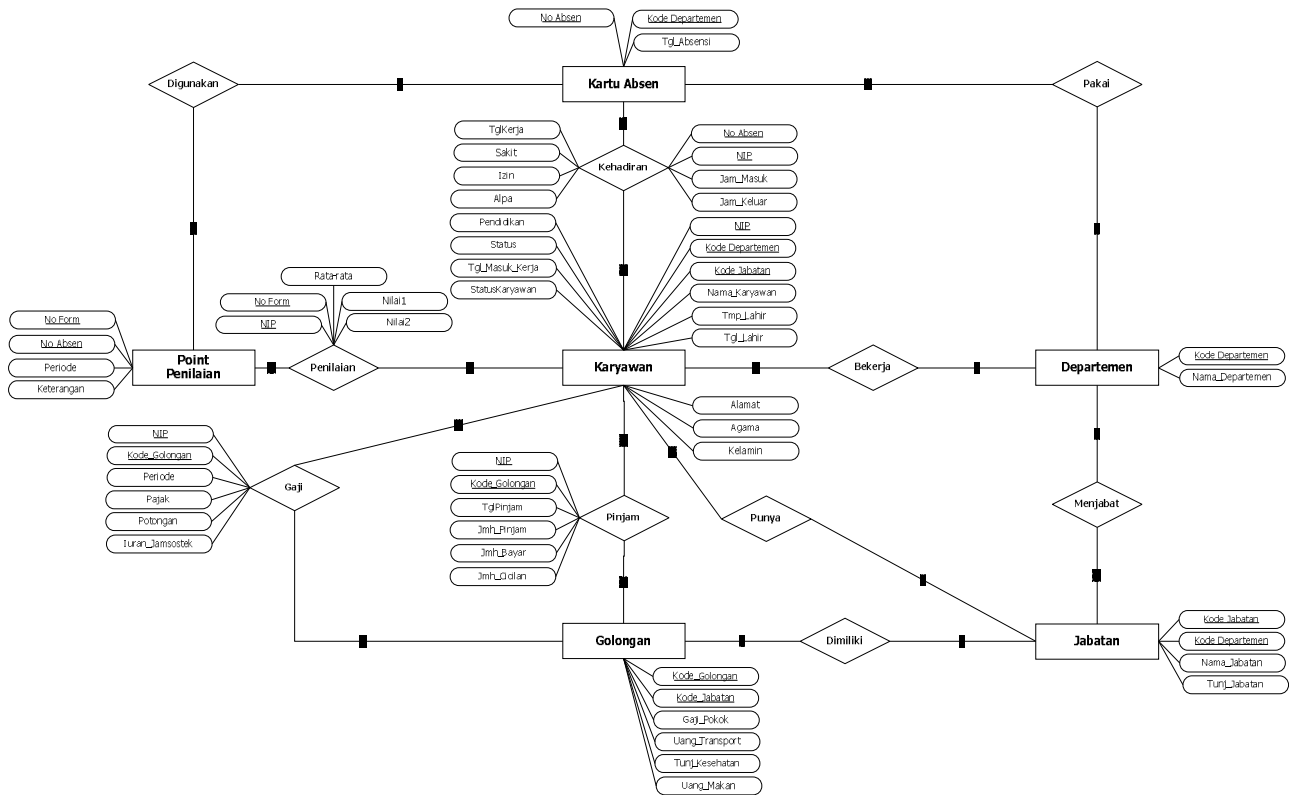 No Absen
Kode Departemen
Tgl_Absensi
Digunakan
Kartu Absen
Pakai
TglKerja
Sakit
Izin
Alpa
Kehadiran
No Absen
NIP
Jam_Masuk
Jam_Keluar
Pendidikan
Status
Tgl_Masuk_Kerja
StatusKaryawan
NIP
Kode Departemen
Kode Jabatan
Nama_Karyawan
Tmp_Lahir
Tgl_Lahir
Rata-rata
No Form
NIP
Nilai1
Nilai2
No Form
No Absen
Periode
Keterangan
Point
Penilaian
Penilaian
Karyawan
Bekerja
Departemen
Kode Departemen
Nama_Departemen
Alamat
Agama
Kelamin
NIP
Kode_Golongan
Periode
Pajak
Potongan
Iuran_Jamsostek
Gaji
NIP
Kode_Golongan
TglPinjam
Jmh_Pinjam
Jmh_Bayar
Jmh_Cicilan
Pinjam
Punya
Menjabat
Golongan
Dimiliki
Jabatan
Kode Jabatan
Kode Departemen
Nama_Jabatan
Tunj_Jabatan
Kode_Golongan
Kode_Jabatan
Gaji_Pokok
Uang_Transport
Tunj_Kesehatan
Uang_Makan